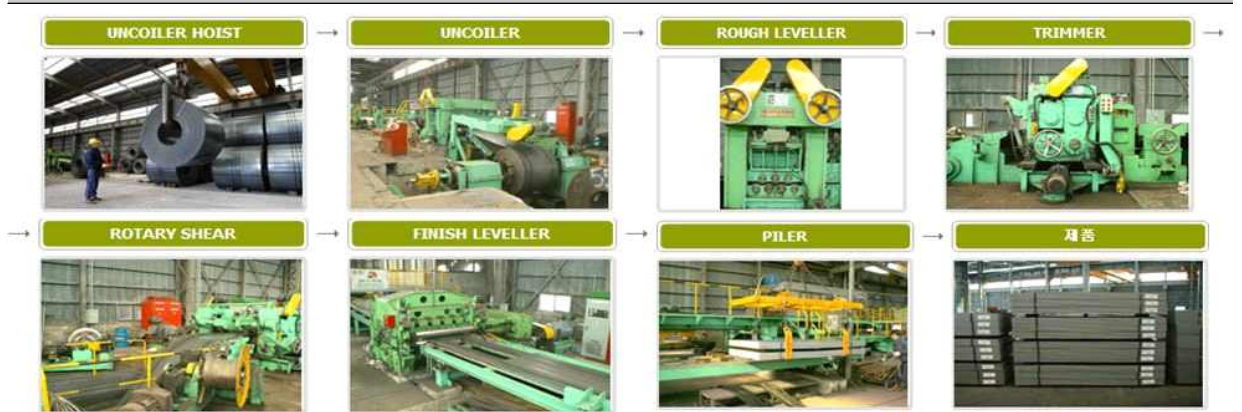 UNCOILER HOIST
UNCOILER
ROUGH LEVELLER
TRIMMER
ROTARY SHEAR
FINISH LEVELLER
PILER
제품